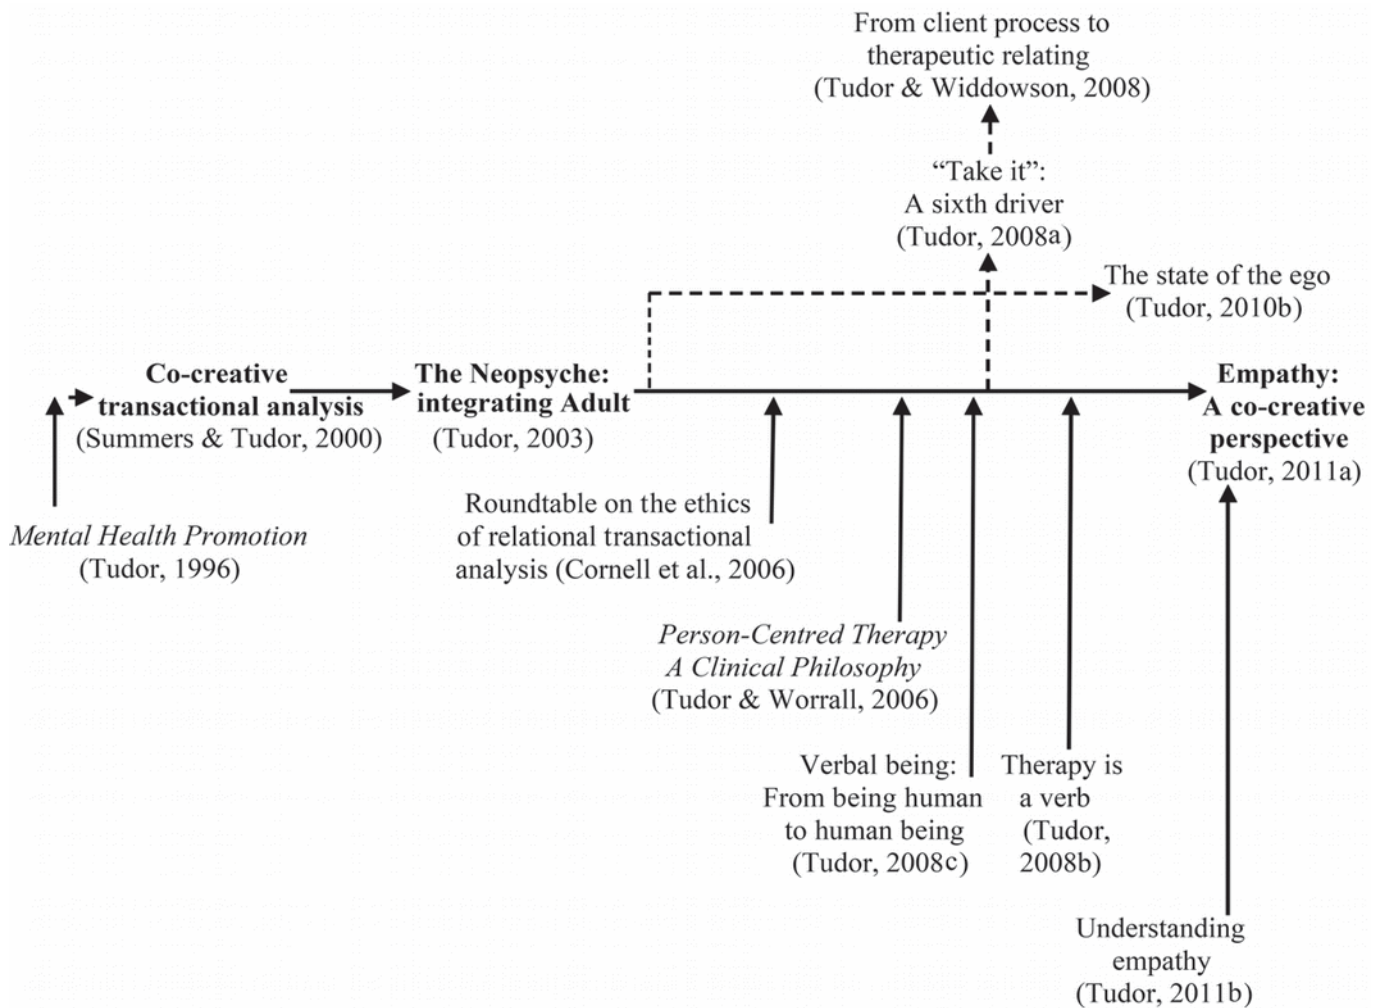 From client process to
therapeutic relating
(Tudor & Widdowson, 2008)
“Take it”:
A sixth driver
(Tudor, 2008a)
The state of the ego
(Tudor, 2010b)
Co-creative
transactional analysis
(Summers & Tudor, 2000)
The Neopsyche:
integrating Adult
(Tudor, 2003)
Empathy:
A co-creative
perspective
(Tudor, 2011a)
Mental Health Promotion
(Tudor, 1996)
Roundtable on the ethics
of relational transactional
analysis (Cornell et al., 2006)
Person-Centred Therapy
A Clinical Philosophy
(Tudor & Worrall, 2006)
Verbal being:
From being human
to human being
(Tudor, 2008c)
Therapy is
a verb
(Tudor,
2008b)
Understanding
empathy
(Tudor, 2011b)